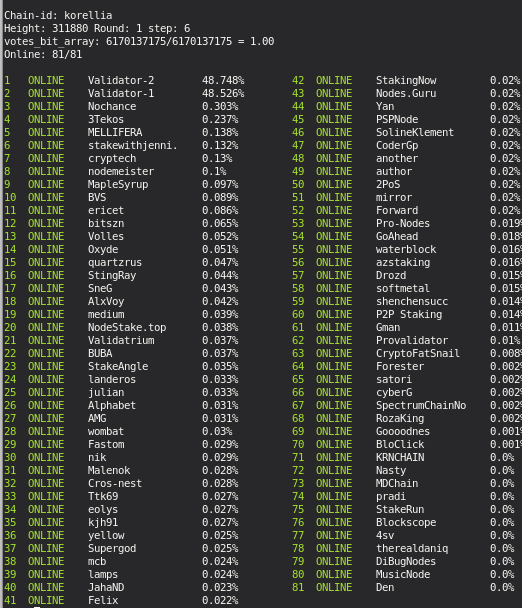 Chain-id: korellia
Height: 311880 Round: 1 step: 6
votes_bit_array: 6170137175/6170137175 = 1.00
Online: 81/81
1 ONLINE Validator-2 48.748% 42 ONLINE StakingNow 0.02%
2 ONLINE Validator-1 48.526% 43 ONLINE Nodes.Guru 0.02%
3 ONLINE Nochance 0.303% 44 ONLINE Yan 0.02%
4 ONLINE 3Tekos 0.237% 45 ONLINE PSPNode 0.02%
5 ONLINE MELLIFERA 0.138% 46 ONLINE SolineKlement 0.02%
6 ONLINE stakewithjenni. 0.132% 47 ONLINE CoderGp 0.02%
7 ONLINE cryptech 0.13% 48 ONLINE another 0.02%
8 ONLINE nodemeister 0.1% 49 ONLINE author 0.02%
9 ONLINE MapleSyrup 0.097% 50 ONLINE 2PoS 0.02%
10 ONLINE BVS 0.089% 51 ONLINE mirror 0.02%
11 ONLINE ericet 0.086% 52 ONLINE Forward 0.02%
12 ONLINE bitszn 0.065% 53 ONLINE Pro-Nodes 0.019%
13 ONLINE Volles 0.052% 54 ONLINE GoAhead 0.018%
14 ONLINE Oxyde 0.051% 55 ONLINE waterblock 0.016%
15 ONLINE quartzrus 0.047% 56 ONLINE azstaking 0.016%
16 ONLINE StingRay 0.044% 57 ONLINE Drozd 0.015%
17 ONLINE SneG 0.043% 58 ONLINE softmetal 0.015%
18 ONLINE AlxVoy 0.042% 59 ONLINE shenchensucc 0.014%
19 ONLINE medium 0.039% 60 ONLINE P2P Staking 0.014%
20 ONLINE NodeStake.top 0.038% 61 ONLINE Gman 0.011%
21 ONLINE Validatrium 0.037% 62 ONLINE Provalidator 0.01%
22 ONLINE BUBA 0.037% 63 ONLINE CryptoFatSnail 0.008%
23 ONLINE StakeAngle 0.035% 64 ONLINE Forester 0.002%
24 ONLINE landeros 0.033% 65 ONLINE satori 0.002%
25 ONLINE julian 0.033% 66 ONLINE cyberG 0.002%
26 ONLINE Alphabet 0.031% 67 ONLINE SpectrumChainNo 0.002%
27 ONLINE AMG 0.031% 68 ONLINE RozaKing 0.002%
28 ONLINE wombat 0.03% 69 ONLINE Goooodnes 0.001%
29 ONLINE Fastom 0.029% 70 ONLINE BloClick 0.001%
30 ONLINE nik 0.029% 71 ONLINE KRNCHAIN 0.0%
31 ONLINE Malenok 0.028% 72 ONLINE Nasty 0.0%
32 ONLINE Cros-nest 0.028% 73 ONLINE MDChain 0.0%
33 ONLINE Ttk69 0.027% 74 ONLINE pradi 0.0%
34 ONLINE eolys 0.027% 75 ONLINE StakeRun 0.0%
35 ONLINE kjh91 0.027% 76 ONLINE Blockscope 0.0%
36 ONLINE yellow 0.025% 77 ONLINE 4sv 0.0%
37 ONLINE Supergod 0.025% 78 ONLINE therealdaniq 0.0%
38 ONLINE mcb 0.024% 79 ONLINE DiBugNodes 0.0%
39 ONLINE lamps 0.024% 80 ONLINE MusicNode 0.0%
40 ONLINE JahaND 0.023% 81 ONLINE Den 0.0%
41 ONLINE Felix 0.022%